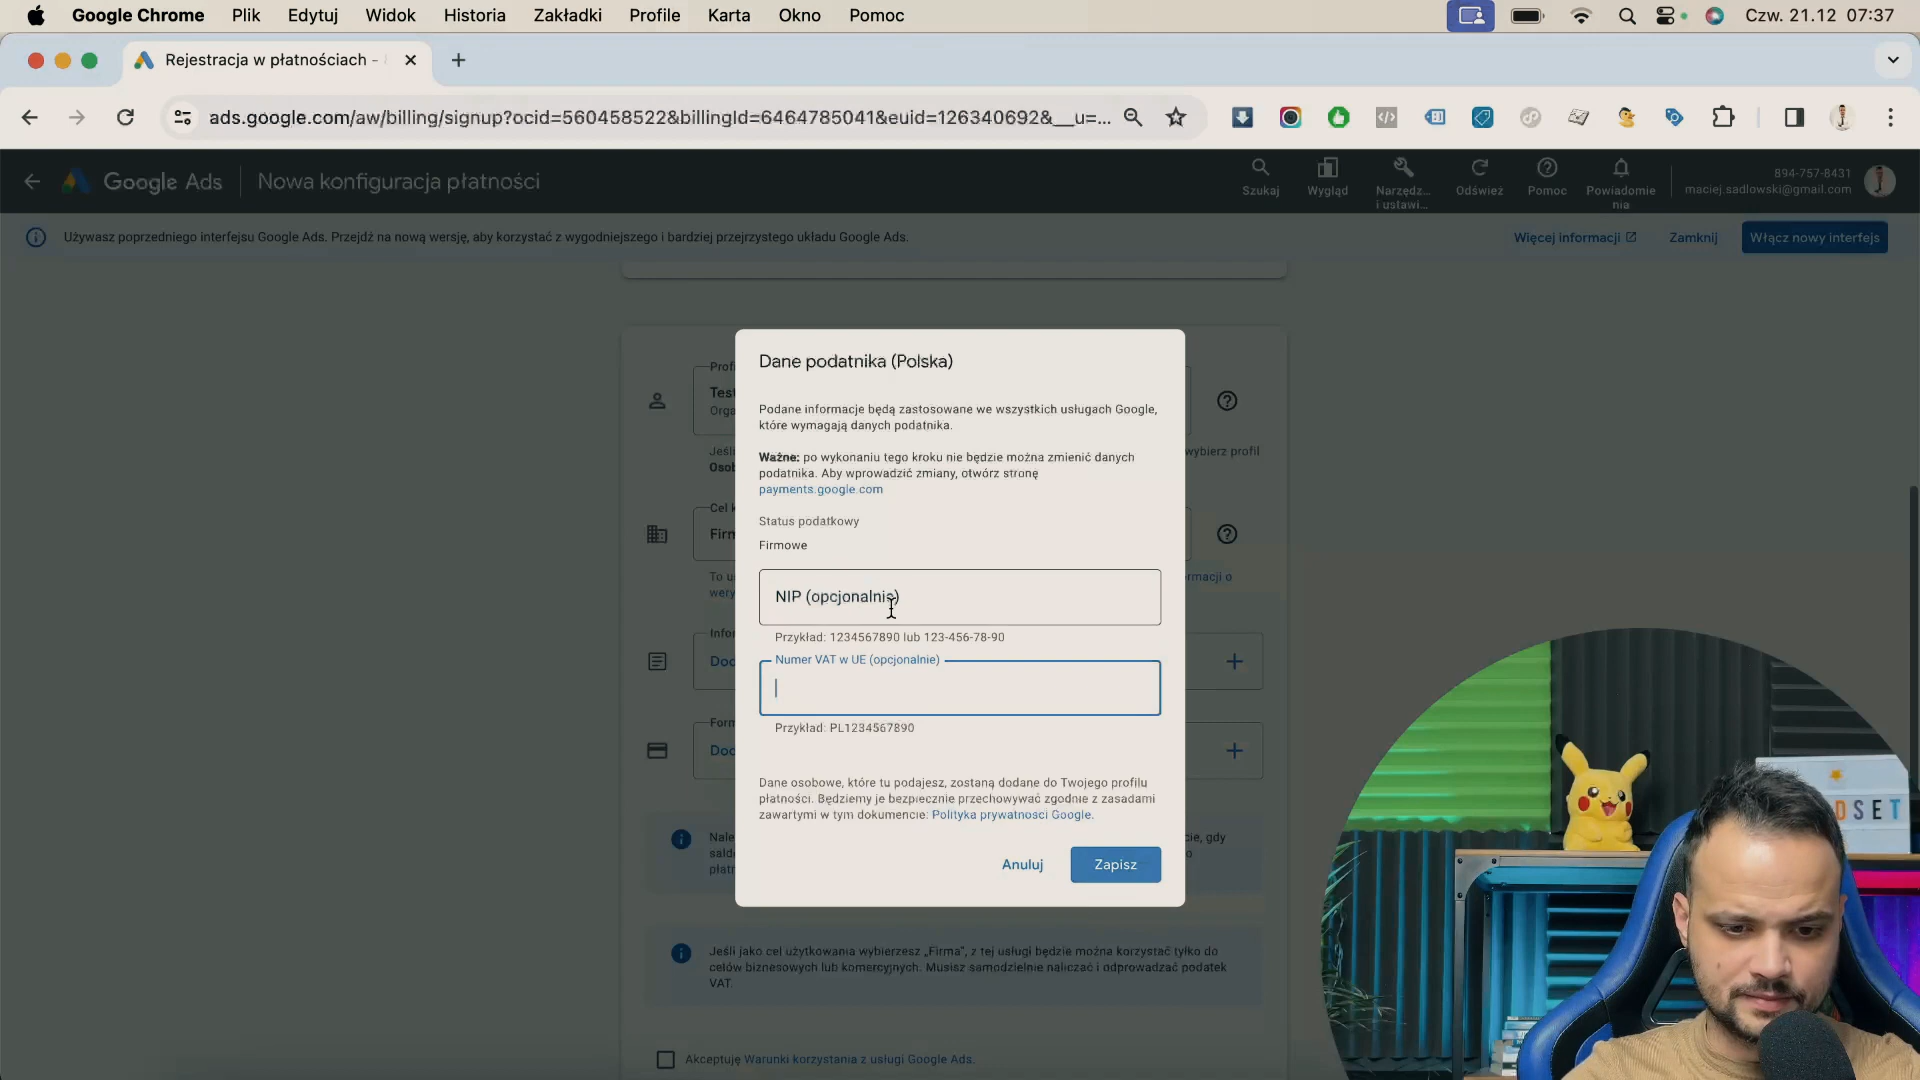 Google Chrome Plik Edytuj Widok Historia Zakładki Profile Karta Okno Pomoc Czw. 21.12 07:37
Rejestracja w płatnościach -
ads.google.com/aw/billing/signup?ocid=560458522&billingId=6464785041&euid=126340692&__u=...
Google Ads Nowa konfiguracja płatności
Szukaj
Wygląd
Narzędz...
i ustawi...
Odśwież
Pomoc
Powiadomie
nia
894-757-8431
maciej.sadlowski@gmail.com
Używasz poprzedniego interfejsu Google Ads. Przejdź na nową wersję, aby korzystać z wygodniejszego i bardziej przejrzystego układu Google Ads.
Więcej informacji Zamknij Włącz nowy interfejs
Dane podatnika (Polska)
Podane informacje będą zastosowane we wszystkich usługach Google,
które wymagają danych podatnika.
Ważne: po wykonaniu tego kroku nie będzie można zmienić danych
podatnika. Aby wprowadzić zmiany, otwórz stronę
payments.google.com
Status podatkowy
Firmowe
NIP (opcjonalnie)
Przykład: 1234567890 lub 123-456-78-90
Numer VAT w UE (opcjonalnie)
Przykład: PL1234567890
Dane osobowe, które tu podajesz, zostaną dodane do Twojego profilu
płatności. Będziemy je bezpiecznie przechowywać zgodnie z zasadami
zawartymi w tym dokumencie: Polityka prywatności Google.
Anuluj Zapisz
wybierz profil
Jeśli jako cel użytkowania wybierzesz „Firma”, z tej usługi będzie można korzystać tylko do
celów biznesowych lub komercyjnych. Musisz samodzielnie naliczać i odprowadzać podatek
VAT.
Akceptuję Warunki korzystania z usługi Google Ads.